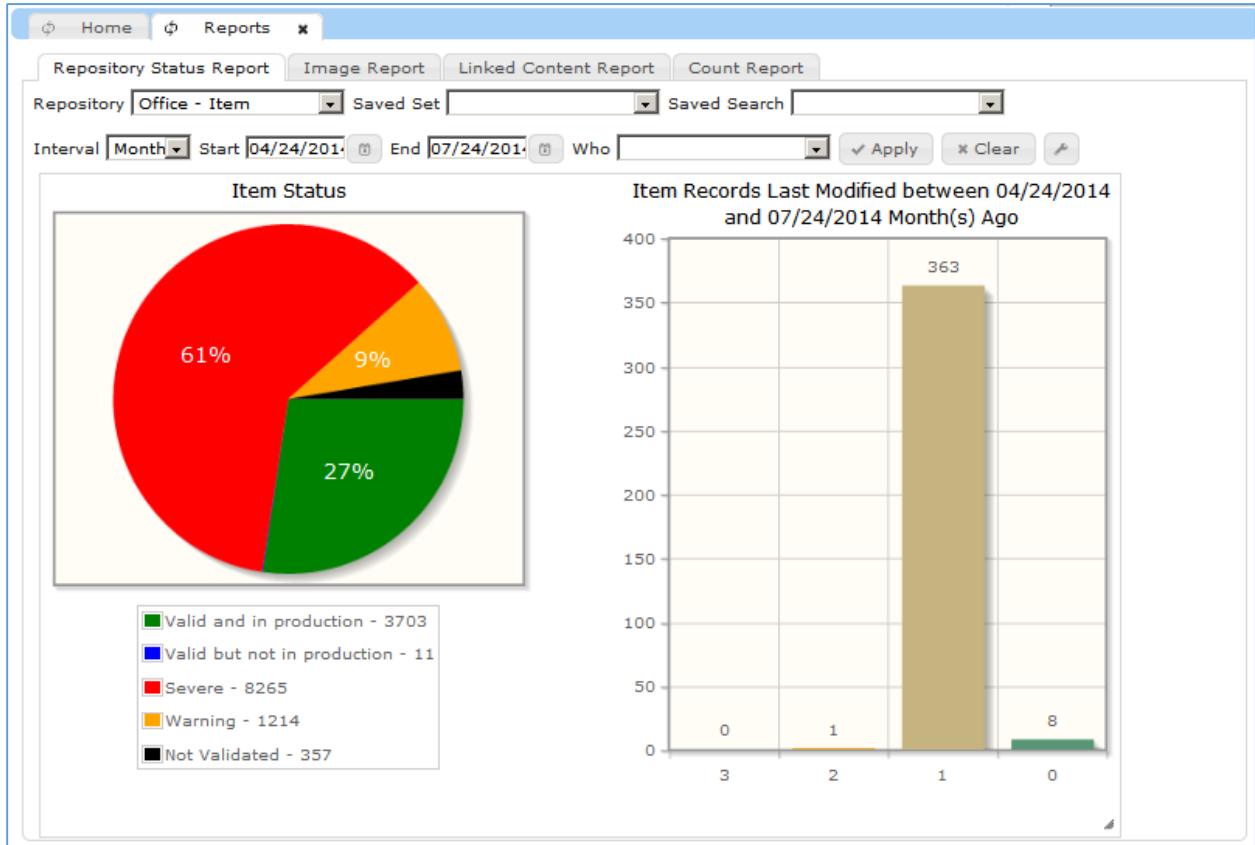 Home Reports
Repository Status Report Image Report Linked Content Report Count Report
Repository Office - Item Saved Set Saved Search
Interval Month Start 04/24/201 End 07/24/201 Who Apply Clear
Item Status
61%
9%
27%
Valid and in production - 3703
Valid but not in production - 11
Severe - 8265
Warning - 1214
Not Validated - 357
Item Records Last Modified between 04/24/2014
and 07/24/2014 Month(s) Ago
400
350
300
250
200
150
100
50
0
363
0
1
8
3 2 1 0